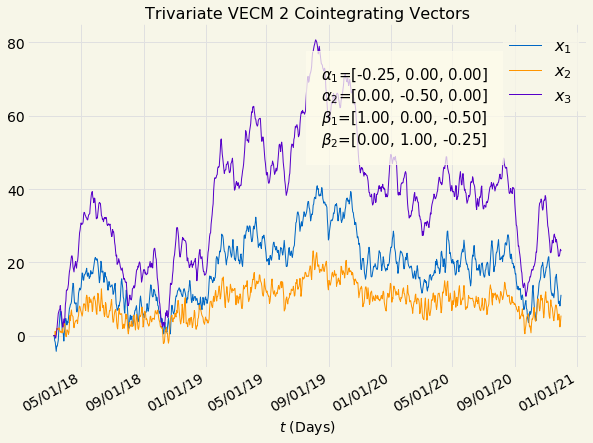 Trivariate VECM 2 Cointegrating Vectors
80
60
40
20
0
x₁
x₂
x₃
α₁=[-0.25, 0.00, 0.00]
α₂=[0.00, -0.50, 0.00]
β₁=[1.00, 0.00, -0.50]
β₂=[0.00, 1.00, -0.25]
05/01/18
09/01/18
01/01/19
05/01/19
09/01/19
01/01/20
05/01/20
09/01/20
01/01/21
t (Days)